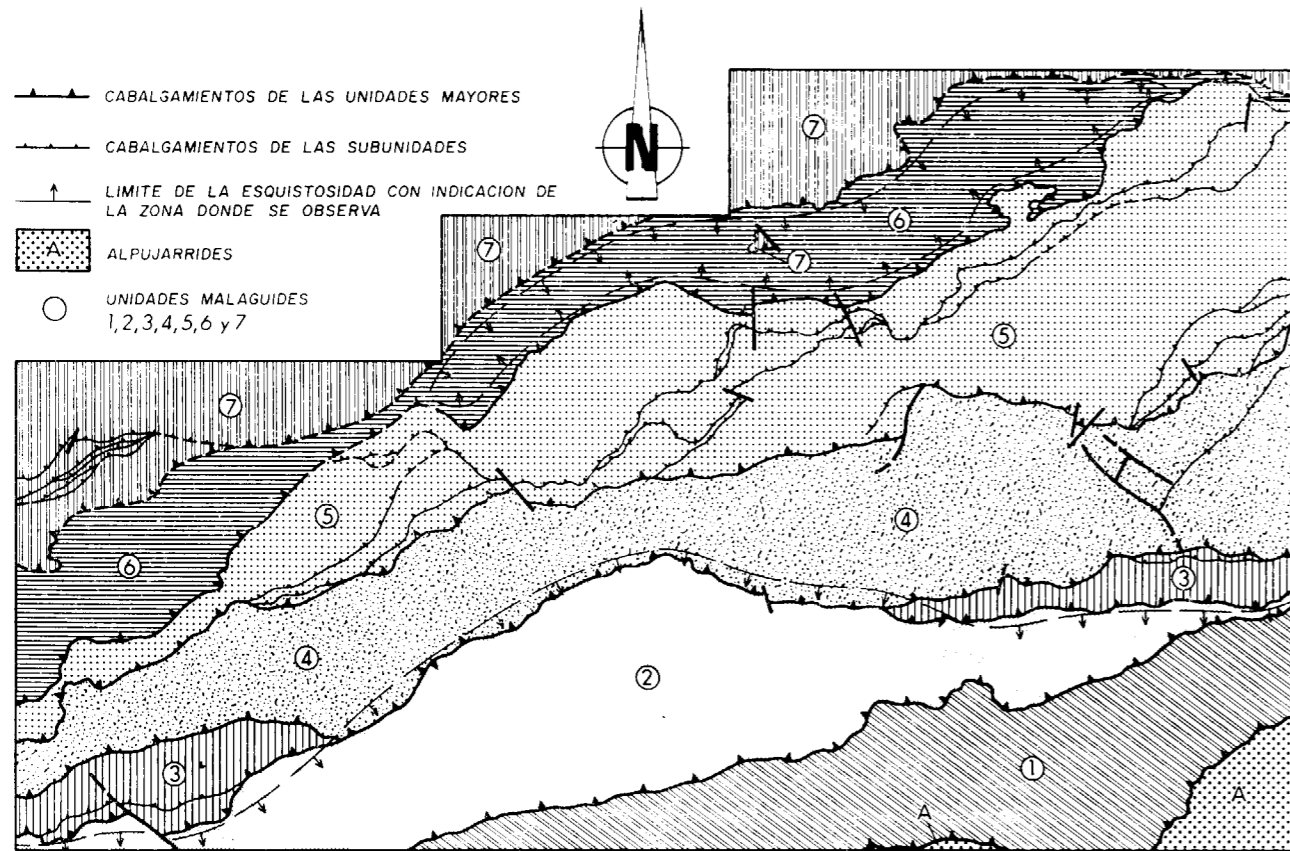 N
CABALGAMIENTOS DE LAS UNIDADES MAYORES
CABALGAMIENTOS DE LAS SUBUNIDADES
LIMITE DE LA ESQUISTOSIDAD CON INDICACION DE
LA ZONA DONDE SE OBSERVA
A ALPUJARRIDES
UNIDADES MALAGUIDES
1,2,3,4,5,6 y 7
7
7
6
7
7
5
5
4
6
3
4
2
3
1
A
A